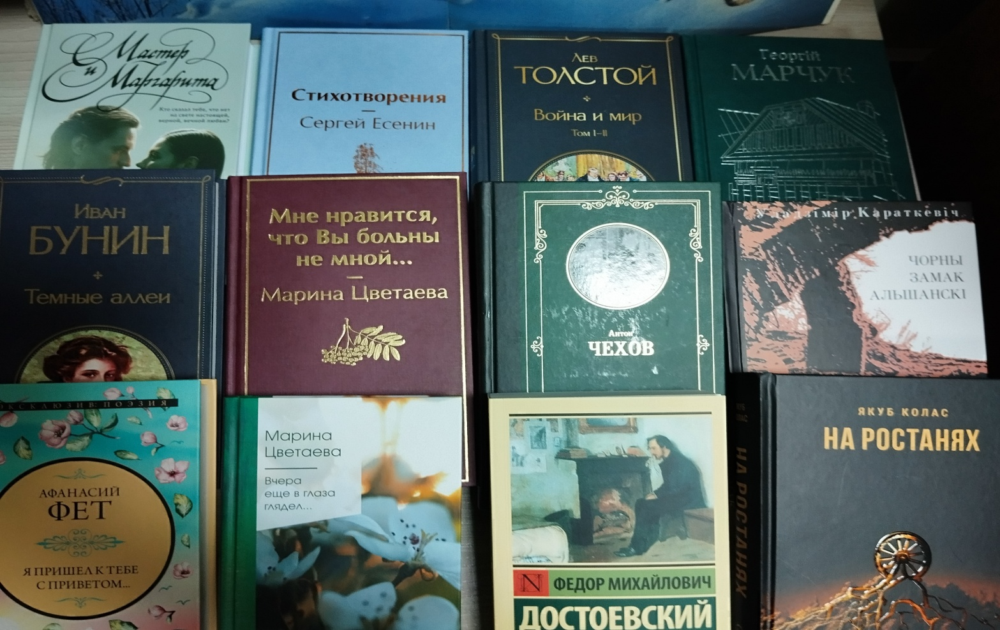 Мастер
и
Маргарита
Кто сказал тебе, что нет
на свете настоящей,
верной, вечной любви?
Стихотворения
Сергей Есенин
Лев
ТОЛСТОЙ
Война и мир
Том I–II
Георгій
МАРЧУК
Иван
БУНИН
Темные аллеи
Мне нравится,
что Вы больны
не мной...
Марина Цветаева
Антон
ЧЕХОВ
Уладзімір Караткевіч
ЧОРНЫ
ЗАМАК
АЛЬШАНСКІ
ЭКСКЛЮЗИВ: ПОЭЗИЯ
АФАНАСИЙ
ФЕТ
Я ПРИШЕЛ К ТЕБЕ
С ПРИВЕТОМ...
Марина
Цветаева
Вчера
еще в глаза
глядел...
N ФЕДОР МИХАЙЛОВИЧ
ДОСТОЕВСКИЙ
НА РОСТАНЯХ
ЯКУБ КОЛАС
НА РОСТАНЯХ